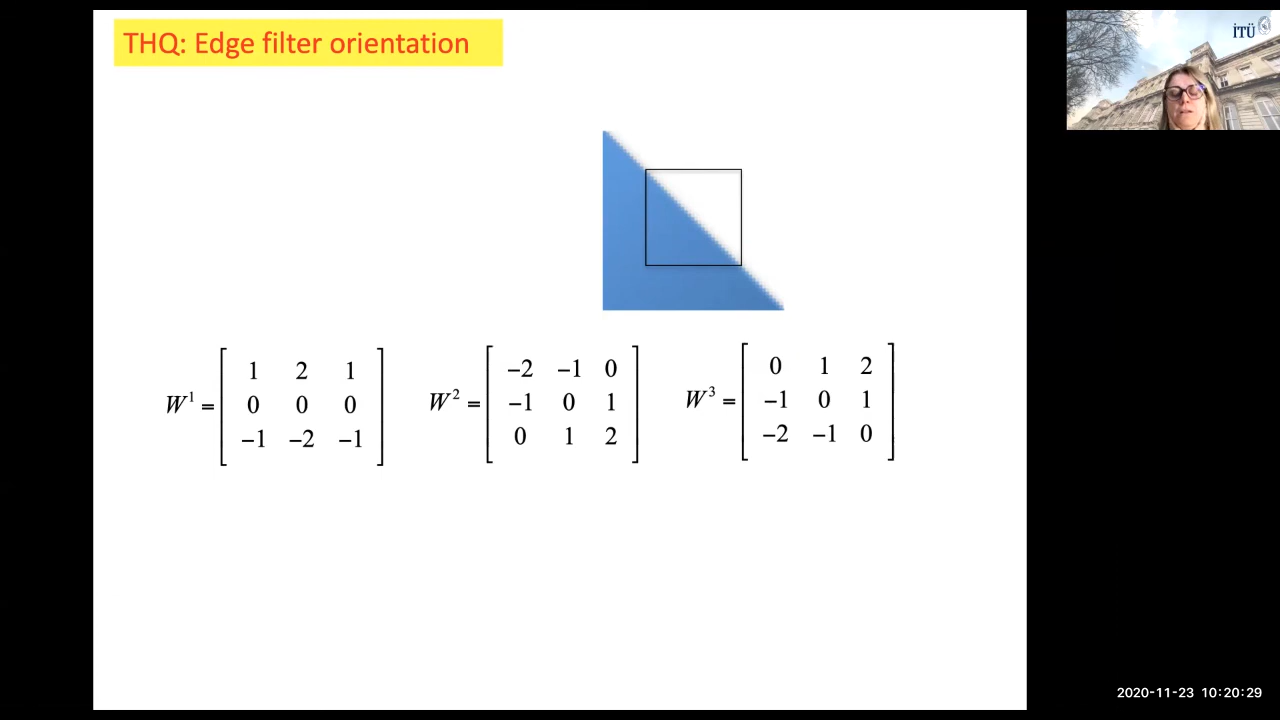 THQ: Edge filter orientation
İTÜ
W¹ = [ 1 2 1
0 0 0
−1 −2 −1 ]
W² = [ −2 −1 0
−1 0 1
0 1 2 ]
W³ = [ 0 1 2
−1 0 1
−2 −1 0 ]
2020-11-23 10:20:29